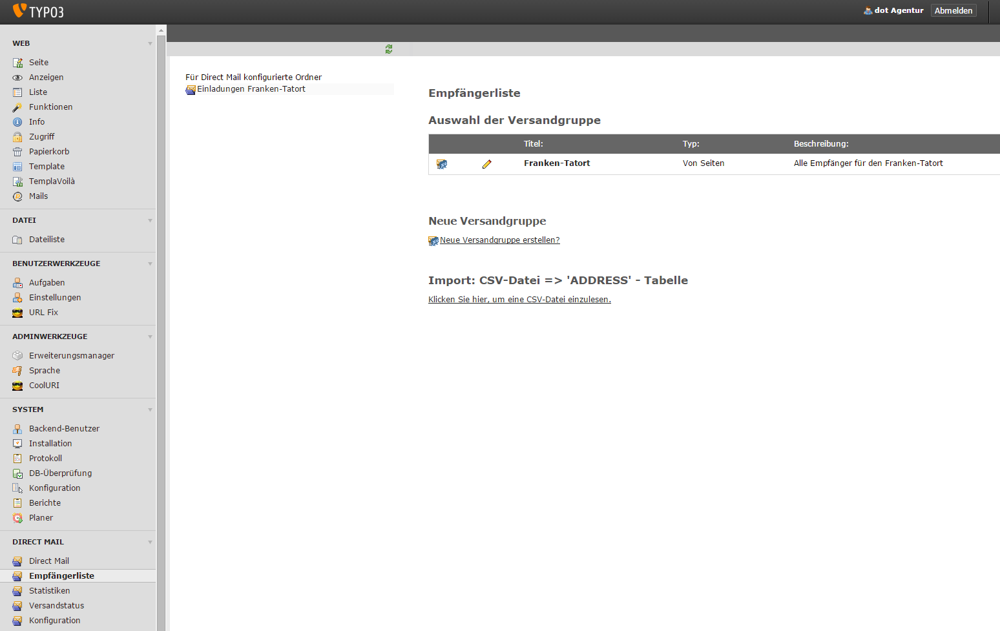 TYPO3
dot Agentur Abmelden
WEB
Seite
Anzeigen
Liste
Funktionen
Info
Zugriff
Papierkorb
Template
TemplaVoilà
Mails
DATEI
Dateiliste
BENUTZERWERKZEUGE
Aufgaben
Einstellungen
URL Fix
ADMINWERKZEUGE
Erweiterungsmanager
Sprache
CoolURI
SYSTEM
Backend-Benutzer
Installation
Protokoll
DB-Überprüfung
Konfiguration
Berichte
Planer
DIRECT MAIL
Direct Mail
Empfängerliste
Statistiken
Versandstatus
Konfiguration
Für Direct Mail konfigurierte Ordner
Einladungen Franken-Tatort
Empfängerliste
Auswahl der Versandgruppe
Titel: Typ: Beschreibung:
Franken-Tatort Von Seiten Alle Empfänger für den Franken-Tatort
Neue Versandgruppe
Neue Versandgruppe erstellen?
Import: CSV-Datei => 'ADDRESS' - Tabelle
Klicken Sie hier, um eine CSV-Datei einzulesen.